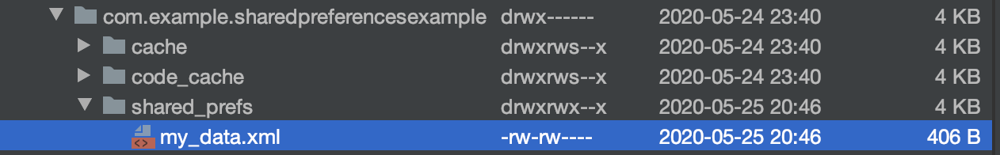 com.example.sharedpreferencesexample drwx------ 2020-05-24 23:40 4 KB
cache drwxrws--x 2020-05-24 23:40 4 KB
code_cache drwxrws--x 2020-05-24 23:40 4 KB
shared_prefs drwxrwx--x 2020-05-25 20:46 4 KB
my_data.xml -rw-rw---- 2020-05-25 20:46 406 B